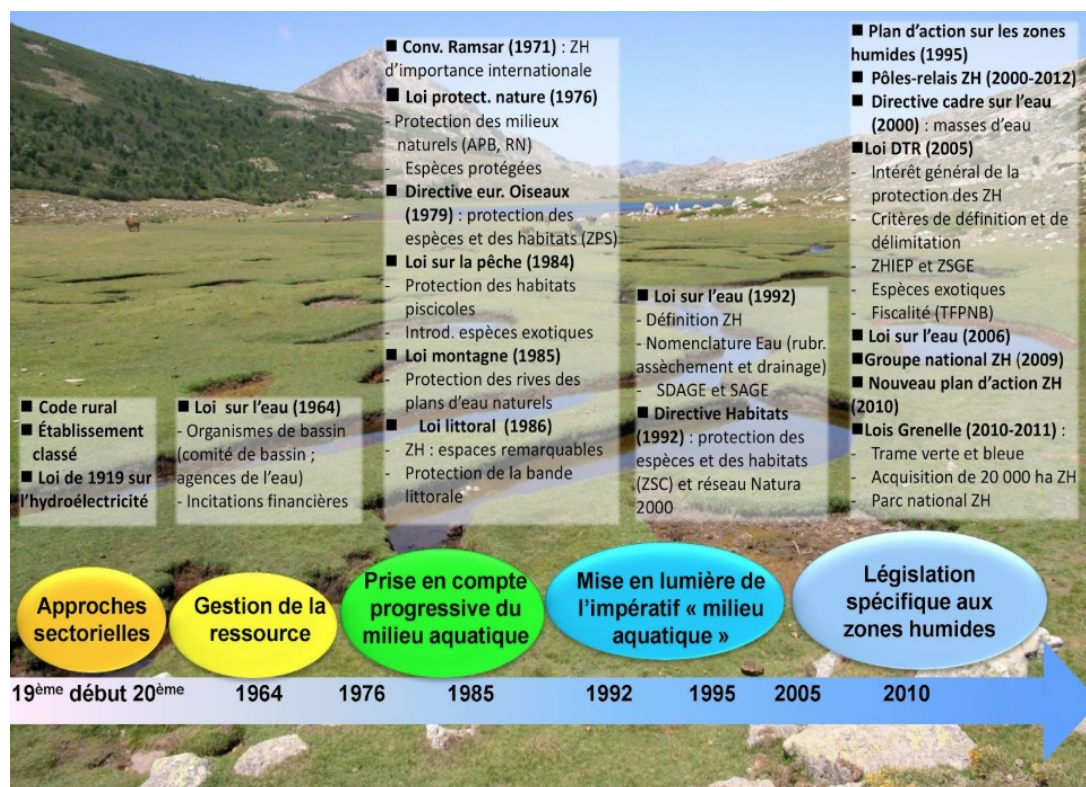 ■ Code rural
■ Établissement
classé
■ Loi de 1919 sur
l'hydroélectricité
■ Loi sur l'eau (1964)
- Organismes de bassin
(comité de bassin ;
agences de l'eau)
- Incitations financières
■ Conv. Ramsar (1971) : ZH
d'importance internationale
■ Loi protect. nature (1976)
- Protection des milieux
naturels (APB, RN)
- Espèces protégées
■ Directive eur. Oiseaux
(1979) : protection des
espèces et des habitats (ZPS)
■ Loi sur la pêche (1984)
- Protection des habitats
piscicoles
- Introd. espèces exotiques
■ Loi montagne (1985)
- Protection des rives des
plans d'eau naturels
■ Loi littoral (1986)
- ZH : espaces remarquables
- Protection de la bande
littorale
■ Loi sur l'eau (1992)
- Définition ZH
- Nomenclature Eau (rubr.
assèchement et drainage)
- SDAGE et SAGE
■ Directive Habitats
(1992) : protection des
espèces et des habitats
(ZSC) et réseau Natura
2000
■ Plan d'action sur les zones
humides (1995)
■ Pôles-relais ZH (2000-2012)
■ Directive cadre sur l'eau
(2000) : masses d'eau
■ Loi DTR (2005)
- Intérêt général de la
protection des ZH
- Critères de définition et de
délimitation
- ZHIEP et ZSGE
- Espèces exotiques
- Fiscalité (TFPNB)
■ Loi sur l'eau (2006)
■ Groupe national ZH (2009)
■ Nouveau plan d'action ZH
(2010)
■ Lois Grenelle (2010-2011) :
- Trame verte et bleue
- Acquisition de 20 000 ha ZH
- Parc national ZH
Approches
sectorielles
Gestion de la
ressource
Prise en compte
progressive du
milieu aquatique
Mise en lumière de
l'impératif « milieu
aquatique »
Législation
spécifique aux
zones humides
19ème début 20ème 1964 1976 1985 1992 1995 2005 2010